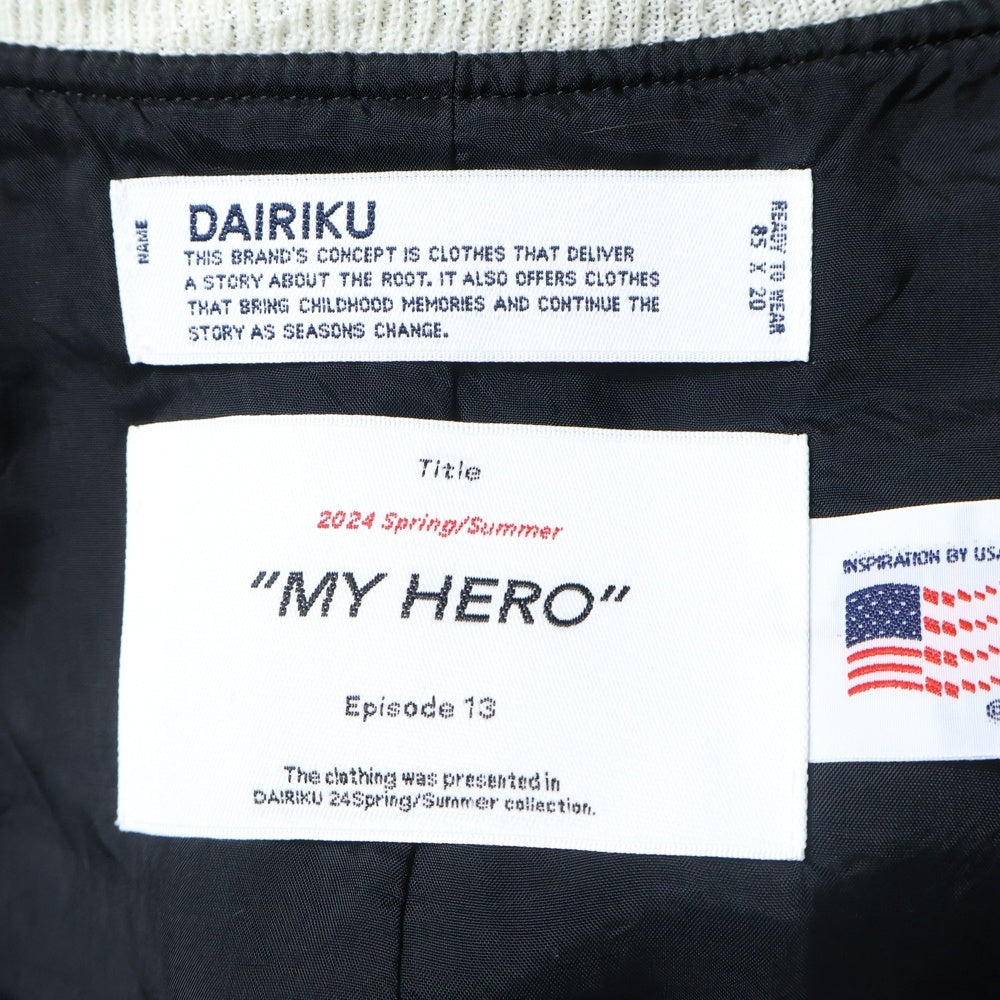 NAME
DAIRIKU
THIS BRAND'S CONCEPT IS CLOTHES THAT DELIVER
A STORY ABOUT THE ROOT. IT ALSO OFFERS CLOTHES
THAT BRING CHILDHOOD MEMORIES AND CONTINUE THE
STORY AS SEASONS CHANGE.
READY TO WEAR
85 X 20
Title
2024 Spring/Summer
"MY HERO"
Episode 13
The clothing was presented in
DAIRIKU 24Spring/Summer collection.
INSPIRATION BY USA